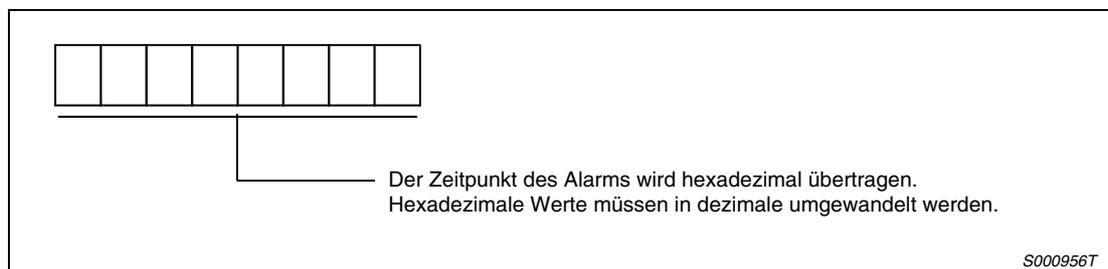 Der Zeitpunkt des Alarms wird hexadezimal übertragen.
Hexadezimale Werte müssen in dezimale umgewandelt werden.
S000956T